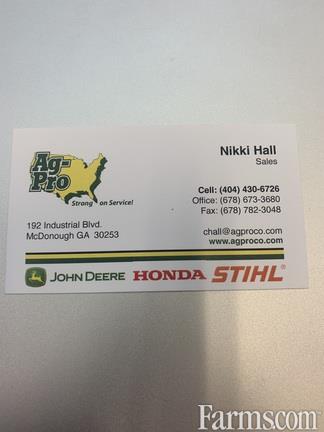 Ag-
Pro
Strong on Service!
Nikki Hall
Sales
Cell: (404) 430-6726
Office: (678) 673-3680
Fax: (678) 782-3048
192 Industrial Blvd.
McDonough GA 30253
chall@agproco.com
www.agproco.com
JOHN DEERE HONDA STIHL®
Farms.com